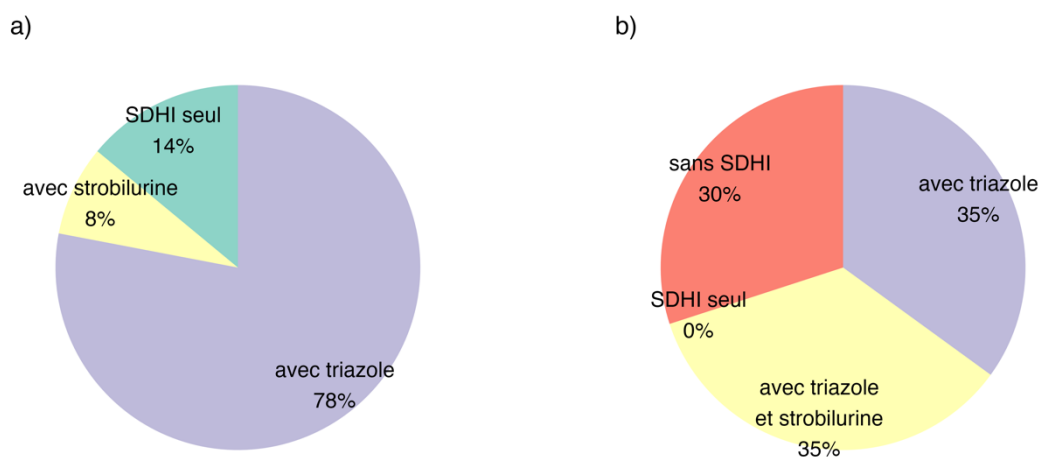 a)
SDHI seul
14%
avec strobilurine
8%
avec triazole
78%
b)
sans SDHI
30%
avec triazole
35%
SDHI seul
0%
avec triazole
et strobilurine
35%